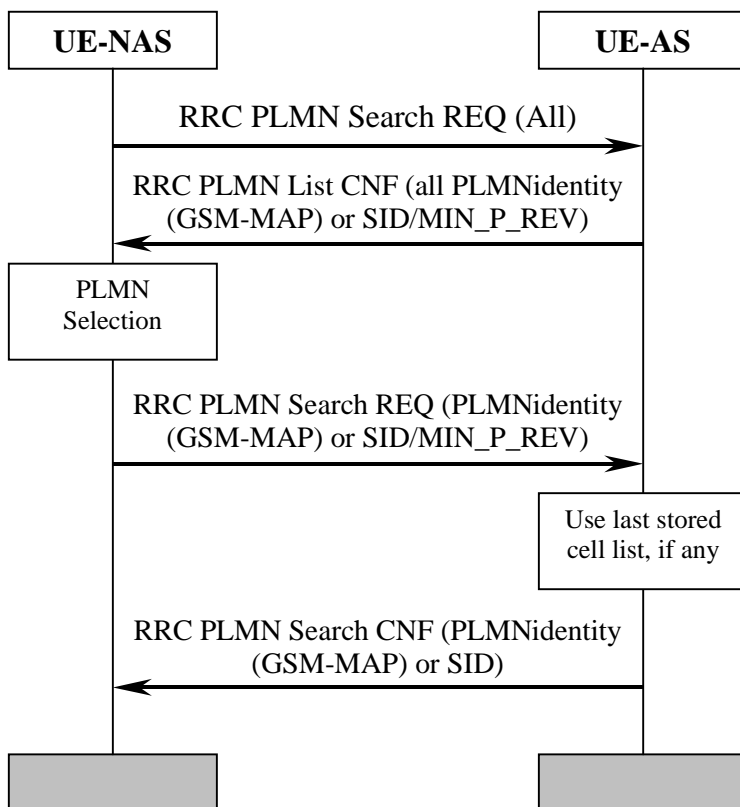 UE-NAS
UE-AS
RRC PLMN Search REQ (All)
RRC PLMN List CNF (all PLMNidentity
(GSM-MAP) or SID/MIN_P_REV)
PLMN
Selection
RRC PLMN Search REQ (PLMNidentity
(GSM-MAP) or SID/MIN_P_REV)
Use last stored
cell list, if any
RRC PLMN Search CNF (PLMNidentity
(GSM-MAP) or SID)